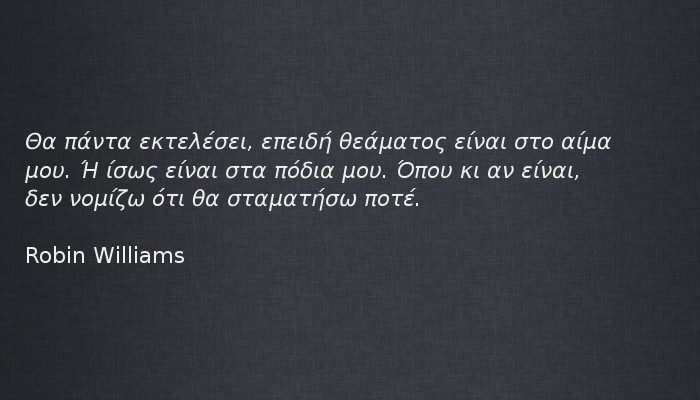 Θα πάντα εκτελέσει, επειδή θεάματος είναι στο αίμα
μου. Ή ίσως είναι στα πόδια μου. Όπου κι αν είναι,
δεν νομίζω ότι θα σταματήσω ποτέ.
Robin Williams